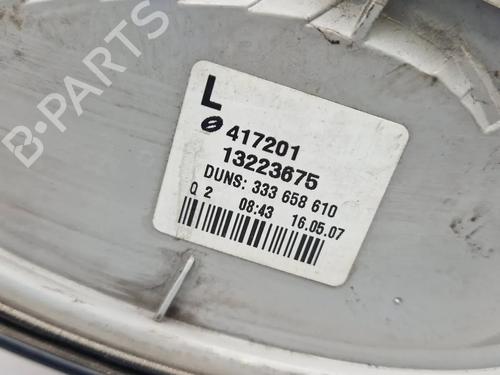 B-PARTS
L
417201
13223675
DUNS: 333 658 610
Q 2 08:43 16.05.07